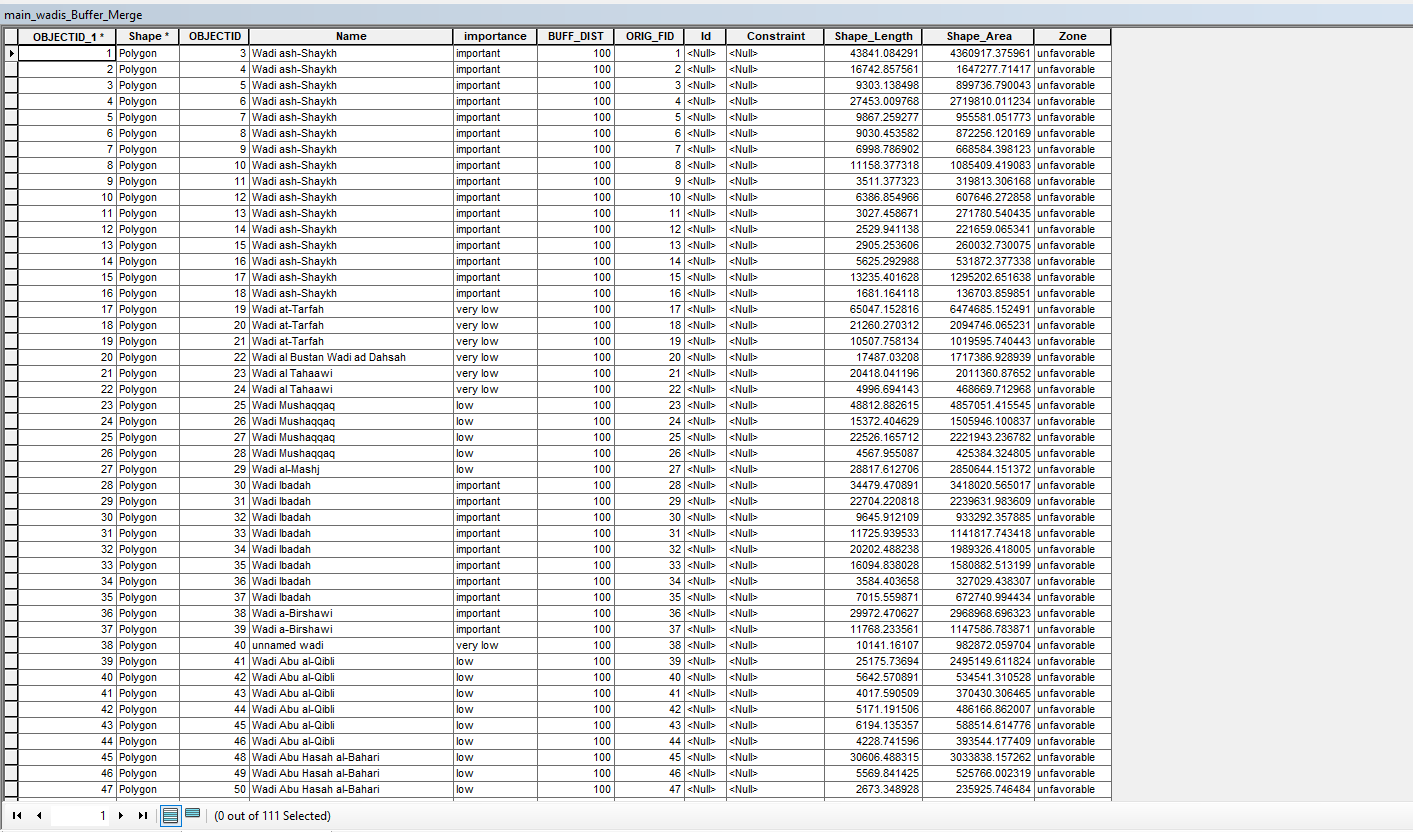 main_wadis_Buffer_Merge
OBJECTID_1 * Shape * OBJECTID Name importance BUFF_DIST ORIG_FID Id Constraint Shape_Length Shape_Area Zone
1 Polygon 3 Wadi ash-Shaykh important 100 1 <Null> <Null> 43841.084291 4360917.375961 unfavorable
2 Polygon 4 Wadi ash-Shaykh important 100 2 <Null> <Null> 16742.857561 1647277.71417 unfavorable
3 Polygon 5 Wadi ash-Shaykh important 100 3 <Null> <Null> 9303.138498 899736.790043 unfavorable
4 Polygon 6 Wadi ash-Shaykh important 100 4 <Null> <Null> 27453.009768 2719810.011234 unfavorable
5 Polygon 7 Wadi ash-Shaykh important 100 5 <Null> <Null> 9867.259277 955581.051773 unfavorable
6 Polygon 8 Wadi ash-Shaykh important 100 6 <Null> <Null> 9030.453582 872256.120169 unfavorable
7 Polygon 9 Wadi ash-Shaykh important 100 7 <Null> <Null> 6998.786902 668584.398123 unfavorable
8 Polygon 10 Wadi ash-Shaykh important 100 8 <Null> <Null> 11158.377318 1085409.419083 unfavorable
9 Polygon 11 Wadi ash-Shaykh important 100 9 <Null> <Null> 3511.377323 319813.306168 unfavorable
10 Polygon 12 Wadi ash-Shaykh important 100 10 <Null> <Null> 6386.854966 607646.272858 unfavorable
11 Polygon 13 Wadi ash-Shaykh important 100 11 <Null> <Null> 3027.458671 271780.540435 unfavorable
12 Polygon 14 Wadi ash-Shaykh important 100 12 <Null> <Null> 2529.941138 221659.065341 unfavorable
13 Polygon 15 Wadi ash-Shaykh important 100 13 <Null> <Null> 2905.253606 260032.730075 unfavorable
14 Polygon 16 Wadi ash-Shaykh important 100 14 <Null> <Null> 5625.292988 531872.377338 unfavorable
15 Polygon 17 Wadi ash-Shaykh important 100 15 <Null> <Null> 13235.401628 1295202.651638 unfavorable
16 Polygon 18 Wadi ash-Shaykh important 100 16 <Null> <Null> 1681.164118 136703.859851 unfavorable
17 Polygon 19 Wadi at-Tarfah very low 100 17 <Null> <Null> 65047.152816 6474685.152491 unfavorable
18 Polygon 20 Wadi at-Tarfah very low 100 18 <Null> <Null> 21260.270312 2094746.065231 unfavorable
19 Polygon 21 Wadi at-Tarfah very low 100 19 <Null> <Null> 10507.758134 1019595.740443 unfavorable
20 Polygon 22 Wadi al Bustan Wadi ad Dahsah very low 100 20 <Null> <Null> 17487.03208 1717386.928939 unfavorable
21 Polygon 23 Wadi al Tahaawi very low 100 21 <Null> <Null> 20418.041196 2011360.87652 unfavorable
22 Polygon 24 Wadi al Tahaawi very low 100 22 <Null> <Null> 4996.694143 468669.712968 unfavorable
23 Polygon 25 Wadi Mushaqqaq low 100 23 <Null> <Null> 48812.882615 4857051.415545 unfavorable
24 Polygon 26 Wadi Mushaqqaq low 100 24 <Null> <Null> 15372.404629 1505946.100837 unfavorable
25 Polygon 27 Wadi Mushaqqaq low 100 25 <Null> <Null> 22526.165712 2221943.236782 unfavorable
26 Polygon 28 Wadi Mushaqqaq low 100 26 <Null> <Null> 4567.955087 425384.324805 unfavorable
27 Polygon 29 Wadi al-Mashj low 100 27 <Null> <Null> 28817.612706 2850644.151372 unfavorable
28 Polygon 30 Wadi Ibadah important 100 28 <Null> <Null> 34479.470891 3418020.565017 unfavorable
29 Polygon 31 Wadi Ibadah important 100 29 <Null> <Null> 22704.220818 2239631.983609 unfavorable
30 Polygon 32 Wadi Ibadah important 100 30 <Null> <Null> 9645.912109 933292.357885 unfavorable
31 Polygon 33 Wadi Ibadah important 100 31 <Null> <Null> 11725.939533 1141817.743418 unfavorable
32 Polygon 34 Wadi Ibadah important 100 32 <Null> <Null> 20202.488238 1989326.418005 unfavorable
33 Polygon 35 Wadi Ibadah important 100 33 <Null> <Null> 16094.838028 1580882.513199 unfavorable
34 Polygon 36 Wadi Ibadah important 100 34 <Null> <Null> 3584.403658 327029.438307 unfavorable
35 Polygon 37 Wadi Ibadah important 100 35 <Null> <Null> 7015.559871 672740.994434 unfavorable
36 Polygon 38 Wadi a-Birshawi important 100 36 <Null> <Null> 29972.470627 2968968.696323 unfavorable
37 Polygon 39 Wadi a-Birshawi important 100 37 <Null> <Null> 11768.233561 1147586.783871 unfavorable
38 Polygon 40 unnamed wadi very low 100 38 <Null> <Null> 10141.16107 982872.059704 unfavorable
39 Polygon 41 Wadi Abu al-Qibli low 100 39 <Null> <Null> 25175.73694 2495149.611824 unfavorable
40 Polygon 42 Wadi Abu al-Qibli low 100 40 <Null> <Null> 5642.570891 534541.310528 unfavorable
41 Polygon 43 Wadi Abu al-Qibli low 100 41 <Null> <Null> 4017.590509 370430.306465 unfavorable
42 Polygon 44 Wadi Abu al-Qibli low 100 42 <Null> <Null> 5171.191506 486166.862007 unfavorable
43 Polygon 45 Wadi Abu al-Qibli low 100 43 <Null> <Null> 6194.135357 588514.614776 unfavorable
44 Polygon 46 Wadi Abu al-Qibli low 100 44 <Null> <Null> 4228.741596 393544.177409 unfavorable
45 Polygon 48 Wadi Abu Hasah al-Bahari low 100 45 <Null> <Null> 30606.488315 3033838.157262 unfavorable
46 Polygon 49 Wadi Abu Hasah al-Bahari low 100 46 <Null> <Null> 5569.841425 525766.002319 unfavorable
47 Polygon 50 Wadi Abu Hasah al-Bahari low 100 47 <Null> <Null> 2673.348928 235925.746484 unfavorable
1 (0 out of 111 Selected)